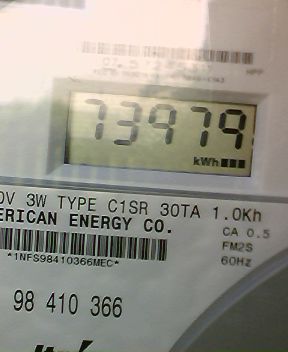 73979
kWh
0V 3W TYPE C1SR 30TA 1.0Kh
ERICAN ENERGY CO.
CA 0.5
FM2S
60Hz
*1NFS98410366MEC*
98 410 366